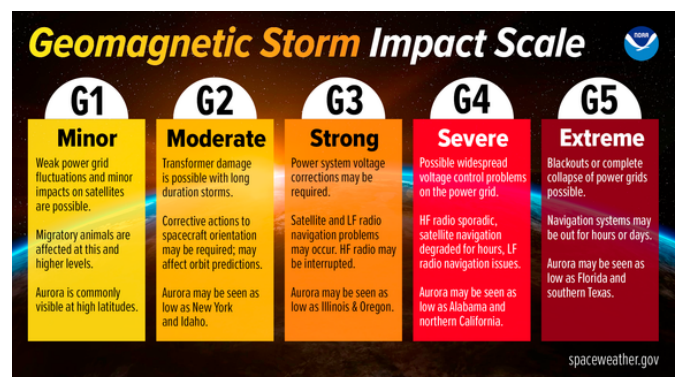 Geomagnetic Storm Impact Scale
NOAA
G1
Minor
Weak power grid
fluctuations and minor
impacts on satellites
are possible.
Migratory animals are
affected at this and
higher levels.
Aurora is commonly
visible at high latitudes.
G2
Moderate
Transformer damage
is possible with long
duration storms.
Corrective actions to
spacecraft orientation
may be required; may
affect orbit predictions.
Aurora may be seen as
low as New York
and Idaho.
G3
Strong
Power system voltage
corrections may be
required.
Satellite and LF radio
navigation problems
may occur. HF radio may
be interrupted.
Aurora may be seen as
low as Illinois & Oregon.
G4
Severe
Possible widespread
voltage control problems
on the power grid.
HF radio sporadic,
satellite navigation
degraded for hours, LF
radio navigation issues.
Aurora may be seen as
low as Alabama and
northern California.
G5
Extreme
Blackouts or complete
collapse of power grids
possible.
Navigation systems may
be out for hours or days.
Aurora may be seen as
low as Florida and
southern Texas.
spaceweather.gov